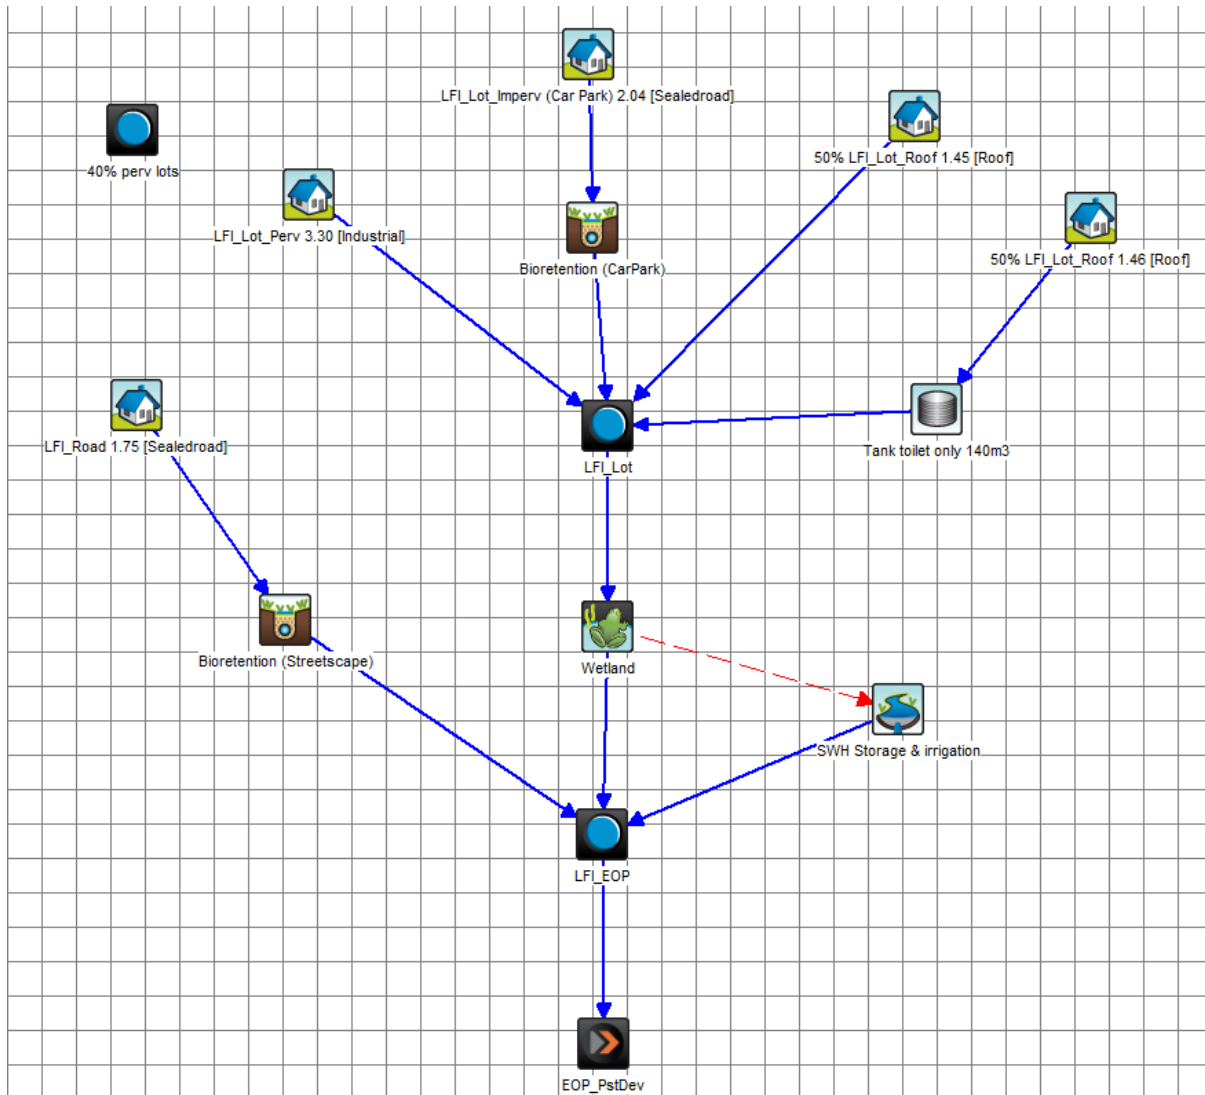 LFI_Lot_Imperv (Car Park) 2.04 [Sealedroad]
40% perv lots
50% LFI_Lot_Roof 1.45 [Roof]
LFI_Lot_Perv 3.30 [Industrial]
50% LFI_Lot_Roof 1.46 [Roof]
Bioretention (CarPark)
LFI_Road 1.75 [Sealedroad]
Tank toilet only 140m3
LFI_Lot
Bioretention (Streetscape)
Wetland
SWH Storage & irrigation
LFI_EOP
EOP_PstDev